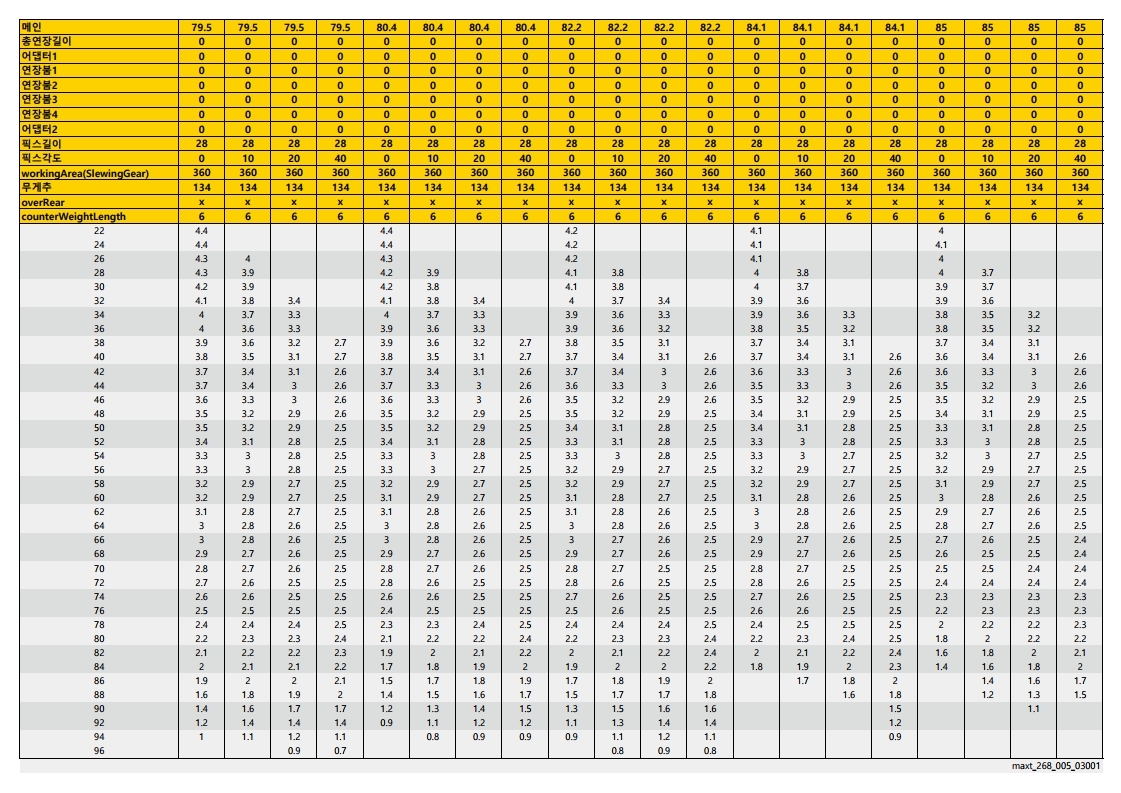 메인 79.5 79.5 79.5 79.5 80.4 80.4 80.4 80.4 82.2 82.2 82.2 82.2 84.1 84.1 84.1 84.1 85 85 85 85
총연장길이 0 0 0 0 0 0 0 0 0 0 0 0 0 0 0 0 0 0 0 0
어댑터1 0 0 0 0 0 0 0 0 0 0 0 0 0 0 0 0 0 0 0 0
연장붐1 0 0 0 0 0 0 0 0 0 0 0 0 0 0 0 0 0 0 0 0
연장붐2 0 0 0 0 0 0 0 0 0 0 0 0 0 0 0 0 0 0 0 0
연장붐3 0 0 0 0 0 0 0 0 0 0 0 0 0 0 0 0 0 0 0 0
연장붐4 0 0 0 0 0 0 0 0 0 0 0 0 0 0 0 0 0 0 0 0
어댑터2 0 0 0 0 0 0 0 0 0 0 0 0 0 0 0 0 0 0 0 0
픽스길이 28 28 28 28 28 28 28 28 28 28 28 28 28 28 28 28 28 28 28 28
픽스각도 0 10 20 40 0 10 20 40 0 10 20 40 0 10 20 40 0 10 20 40
workingArea(SlewingGear) 360 360 360 360 360 360 360 360 360 360 360 360 360 360 360 360 360 360 360 360
무게추 134 134 134 134 134 134 134 134 134 134 134 134 134 134 134 134 134 134 134 134
overRear x x x x x x x x x x x x x x x x x x x x
counterWeightLength 6 6 6 6 6 6 6 6 6 6 6 6 6 6 6 6 6 6 6 6
22 4.4 4.4 4.2 4.1 4
24 4.4 4.4 4.2 4.1 4.1
26 4.3 4 4.3 4.2 4.1 4
28 4.3 3.9 4.2 3.9 4.1 3.8 4 3.8 4 3.7
30 4.2 3.9 4.2 3.8 4.1 3.8 4 3.7 3.9 3.7
32 4.1 3.8 3.4 4.1 3.8 3.4 4 3.7 3.4 3.9 3.6 3.9 3.6
34 4 3.7 3.3 4 3.7 3.3 3.9 3.6 3.3 3.9 3.6 3.3 3.8 3.5 3.2
36 4 3.6 3.3 3.9 3.6 3.3 3.9 3.6 3.2 3.8 3.5 3.2 3.8 3.5 3.2
38 3.9 3.6 3.2 2.7 3.9 3.6 3.2 2.7 3.8 3.5 3.1 3.7 3.4 3.1 3.7 3.4 3.1
40 3.8 3.5 3.1 2.7 3.8 3.5 3.1 2.7 3.7 3.4 3.1 2.6 3.7 3.4 3.1 2.6 3.6 3.4 3.1 2.6
42 3.7 3.4 3.1 2.6 3.7 3.4 3.1 2.6 3.7 3.4 3 2.6 3.6 3.3 3 2.6 3.6 3.3 3 2.6
44 3.7 3.4 3 2.6 3.7 3.3 3 2.6 3.6 3.3 3 2.6 3.5 3.3 3 2.6 3.5 3.2 3 2.6
46 3.6 3.3 3 2.6 3.6 3.3 3 2.6 3.5 3.2 2.9 2.6 3.5 3.2 2.9 2.5 3.5 3.2 2.9 2.5
48 3.5 3.2 2.9 2.6 3.5 3.2 2.9 2.5 3.5 3.2 2.9 2.5 3.4 3.1 2.9 2.5 3.4 3.1 2.9 2.5
50 3.5 3.2 2.9 2.5 3.5 3.2 2.9 2.5 3.4 3.1 2.8 2.5 3.4 3.1 2.8 2.5 3.3 3.1 2.8 2.5
52 3.4 3.1 2.8 2.5 3.4 3.1 2.8 2.5 3.3 3.1 2.8 2.5 3.3 3 2.8 2.5 3.3 3 2.8 2.5
54 3.3 3 2.8 2.5 3.3 3 2.8 2.5 3.3 3 2.8 2.5 3.3 3 2.7 2.5 3.2 3 2.7 2.5
56 3.3 3 2.8 2.5 3.3 3 2.7 2.5 3.2 2.9 2.7 2.5 3.2 2.9 2.7 2.5 3.2 2.9 2.7 2.5
58 3.2 2.9 2.7 2.5 3.2 2.9 2.7 2.5 3.2 2.9 2.7 2.5 3.2 2.9 2.7 2.5 3.1 2.9 2.7 2.5
60 3.2 2.9 2.7 2.5 3.1 2.9 2.7 2.5 3.1 2.8 2.7 2.5 3.1 2.8 2.6 2.5 3 2.8 2.6 2.5
62 3.1 2.8 2.7 2.5 3.1 2.8 2.7 2.5 3.1 2.8 2.6 2.5 3 2.8 2.6 2.5 2.9 2.7 2.6 2.5
64 3 2.8 2.6 2.5 3 2.8 2.6 2.5 3 2.8 2.6 2.5 3 2.8 2.6 2.5 2.8 2.7 2.6 2.5
66 3 2.8 2.6 2.5 3 2.8 2.6 2.5 3 2.7 2.6 2.5 2.9 2.7 2.6 2.5 2.7 2.6 2.5 2.4
68 2.9 2.7 2.6 2.5 2.9 2.7 2.6 2.5 2.9 2.7 2.6 2.5 2.9 2.7 2.6 2.5 2.6 2.5 2.5 2.4
70 2.8 2.7 2.6 2.5 2.8 2.7 2.5 2.5 2.8 2.7 2.5 2.5 2.8 2.7 2.5 2.5 2.5 2.5 2.4 2.4
72 2.7 2.6 2.5 2.5 2.8 2.6 2.5 2.5 2.8 2.6 2.5 2.5 2.8 2.6 2.5 2.5 2.4 2.4 2.4 2.4
74 2.6 2.6 2.5 2.5 2.6 2.6 2.5 2.5 2.7 2.6 2.5 2.5 2.7 2.6 2.5 2.5 2.3 2.3 2.3 2.3
76 2.5 2.5 2.5 2.5 2.4 2.5 2.5 2.5 2.6 2.6 2.5 2.5 2.6 2.6 2.5 2.5 2.2 2.3 2.3 2.3
78 2.4 2.4 2.4 2.5 2.3 2.3 2.4 2.5 2.4 2.5 2.5 2.5 2.4 2.5 2.5 2.5 2 2.2 2.2 2.3
80 2.2 2.3 2.3 2.4 2.1 2.2 2.2 2.4 2.2 2.3 2.3 2.4 2.2 2.3 2.4 2.5 1.8 2 2.2 2.2
82 2.1 2.2 2.2 2.3 1.9 2 2.1 2.2 2 2.1 2.2 2.4 2 2.1 2.2 2.4 1.6 1.8 2 2.1
84 2 2.1 2.1 2.2 1.7 1.8 1.9 2 1.9 2 2 2.2 1.8 1.9 2 2.3 1.4 1.6 1.8 2
86 1.9 2 2 2.1 1.5 1.7 1.8 1.9 1.7 1.8 1.9 2 1.7 1.8 2 1.4 1.6 1.7
88 1.6 1.8 1.9 2 1.4 1.5 1.6 1.7 1.5 1.7 1.7 1.8 1.6 1.8 1.2 1.3 1.5
90 1.4 1.6 1.7 1.7 1.2 1.3 1.4 1.5 1.3 1.5 1.6 1.6 1.5 1.1
92 1.2 1.4 1.4 1.4 0.9 1.1 1.2 1.2 1.1 1.3 1.4 1.4 1.2
94 1 1.1 1.2 1.1 0.8 0.9 0.9 0.9 1.1 1.2 1.1 0.9
96 0.9 0.7 0.8 0.9 0.8
maxt_268_005_03001